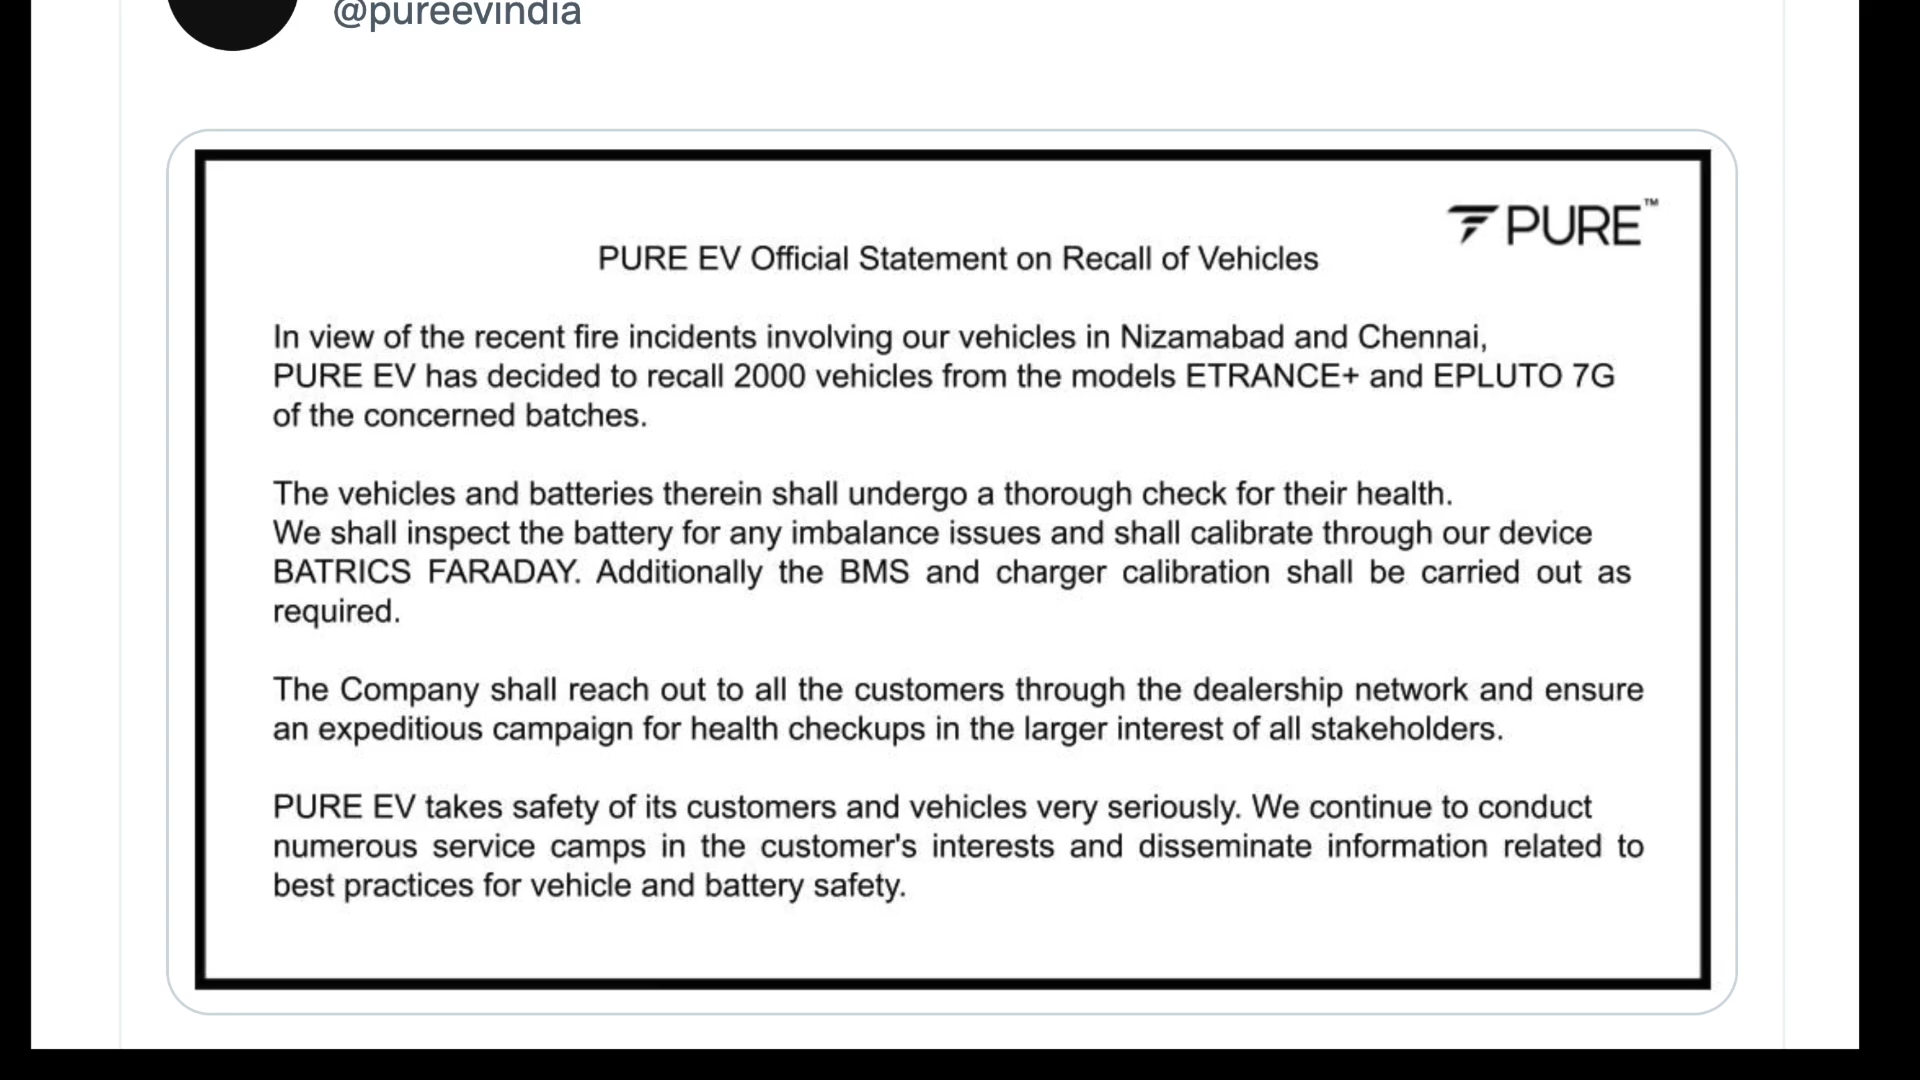 @pureevindia
PURE™
PURE EV Official Statement on Recall of Vehicles
In view of the recent fire incidents involving our vehicles in Nizamabad and Chennai,
PURE EV has decided to recall 2000 vehicles from the models ETRANCE+ and EPLUTO 7G
of the concerned batches.
The vehicles and batteries therein shall undergo a thorough check for their health.
We shall inspect the battery for any imbalance issues and shall calibrate through our device
BATRICS FARADAY. Additionally the BMS and charger calibration shall be carried out as
required.
The Company shall reach out to all the customers through the dealership network and ensure
an expeditious campaign for health checkups in the larger interest of all stakeholders.
PURE EV takes safety of its customers and vehicles very seriously. We continue to conduct
numerous service camps in the customer's interests and disseminate information related to
best practices for vehicle and battery safety.